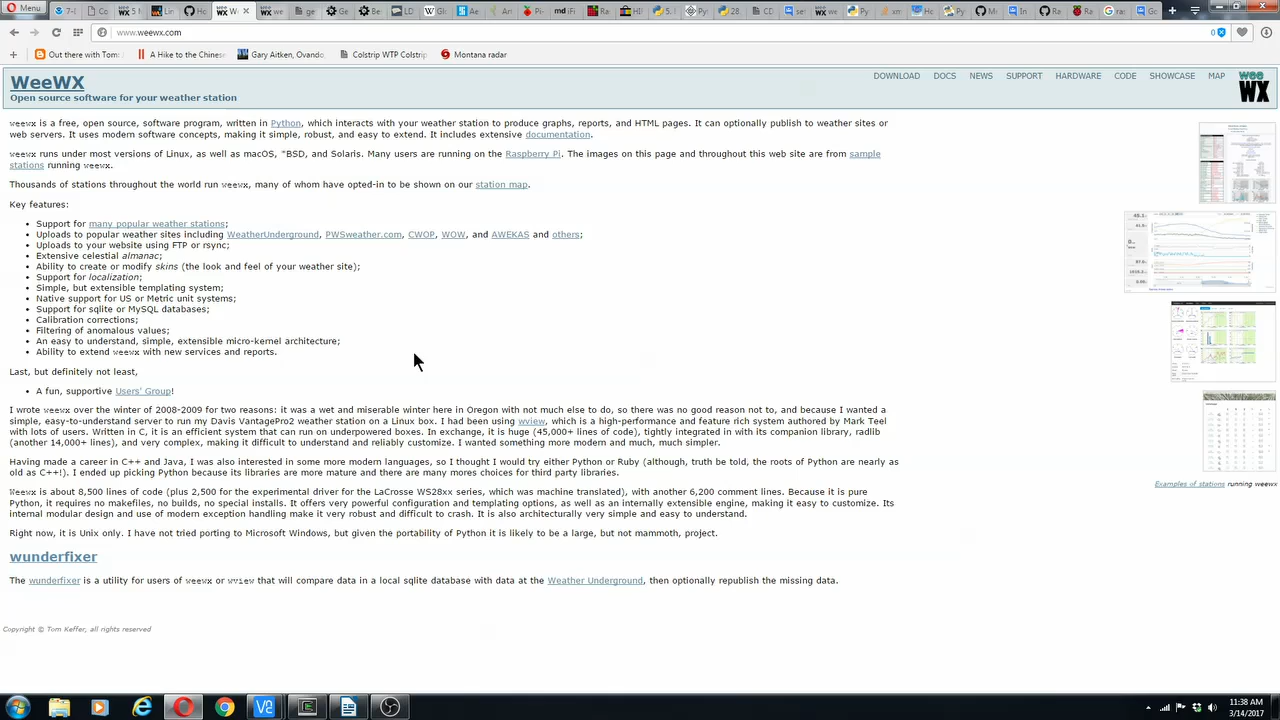 Menu
www.weewx.com
0
Out there with Tom:
A Hike to the Chinese
Gary Aitken, Ovando,
Colstrip WTP Colstrip
Montana radar
WeeWX
Open source software for your weather station
DOWNLOAD DOCS NEWS SUPPORT HARDWARE CODE SHOWCASE MAP
weewx is a free, open source, software program, written in Python, which interacts with your weather station to produce graphs, reports, and HTML pages. It can optionally publish to weather sites or
web servers. It uses modern software concepts, making it simple, robust, and easy to extend. It includes extensive documentation.
weewx runs under most versions of Linux, as well as macOS, *BSD, and Solaris. Many users are running on the Raspberry Pi. The images on this page and throughout this web site are from sample
stations running weewx.
Thousands of stations throughout the world run weewx, many of whom have opted-in to be shown on our station map.
Key features:
Support for many popular weather stations;
Uploads to popular weather sites including WeatherUnderground, PWSweather.com, CWOP, WOW, and AWEKAS and others;
Uploads to your website using FTP or rsync;
Extensive celestial almanac;
Ability to create or modify skins (the look and feel of your weather site);
Support for localization;
Simple, but extensible templating system;
Native support for US or Metric unit systems;
Support for sqlite or MySQL databases;
Calibration corrections;
Filtering of anomalous values;
An easy to understand, simple, extensible micro-kernel architecture;
Ability to extend weewx with new services and reports.
Last, but definitely not least,
A fun, supportive Users' Group!
I wrote weewx over the winter of 2008-2009 for two reasons: it was a wet and miserable winter here in Oregon with nothing else to do, so there was no good reason not to, and because I wanted a
simple, easy-to-understand server to run my Davis VantagePro2 weather station on a Linux box. I had been using wview, which is a high-performance and feature rich system authored by Mark Teel
with lots of users. Written in C, it is an efficient system that can run on underpowered boxes. In exchange, it is huge (45,000+ lines of code), tightly integrated in with its companion library, radlib
(another 14,000+ lines), and very complex, making it difficult to understand and reliably customize. I wanted something more modern and much, much simpler.
Having made a career in C++ and Java, I was also interested in some more modern languages, so I thought I would try either Python or Ruby (although, truth be told, the roots of Python are nearly as
old as C++!). I ended up picking Python because its libraries are more mature and there are many mores choices for third party libraries.
Weewx is about 8,500 lines of code (plus 2,500 for the experimental driver for the LaCrosse WS28xx series, which was machine translated), with another 6,200 comment lines. Because it is pure
Python, it requires no makefiles, no builds, no special installs. It offers very powerful configuration and templating options, as well as an internally extensible engine, making it easy to customize. Its
internal modular design and use of modern exception handling make it very robust and difficult to crash. It is also architecturally very simple and easy to understand.
Right now, it is Unix only. I have not tried porting to Microsoft Windows, but given the portability of Python it is likely to be a large, but not mammoth, project.
Examples of stations running weewx
wunderfixer
The wunderfixer is a utility for users of weewx or wview that will compare data in a local sqlite database with data at the Weather Underground, then optionally republish the missing data.
Copyright © Tom Keffer, all rights reserved
11:38 AM
3/14/2017